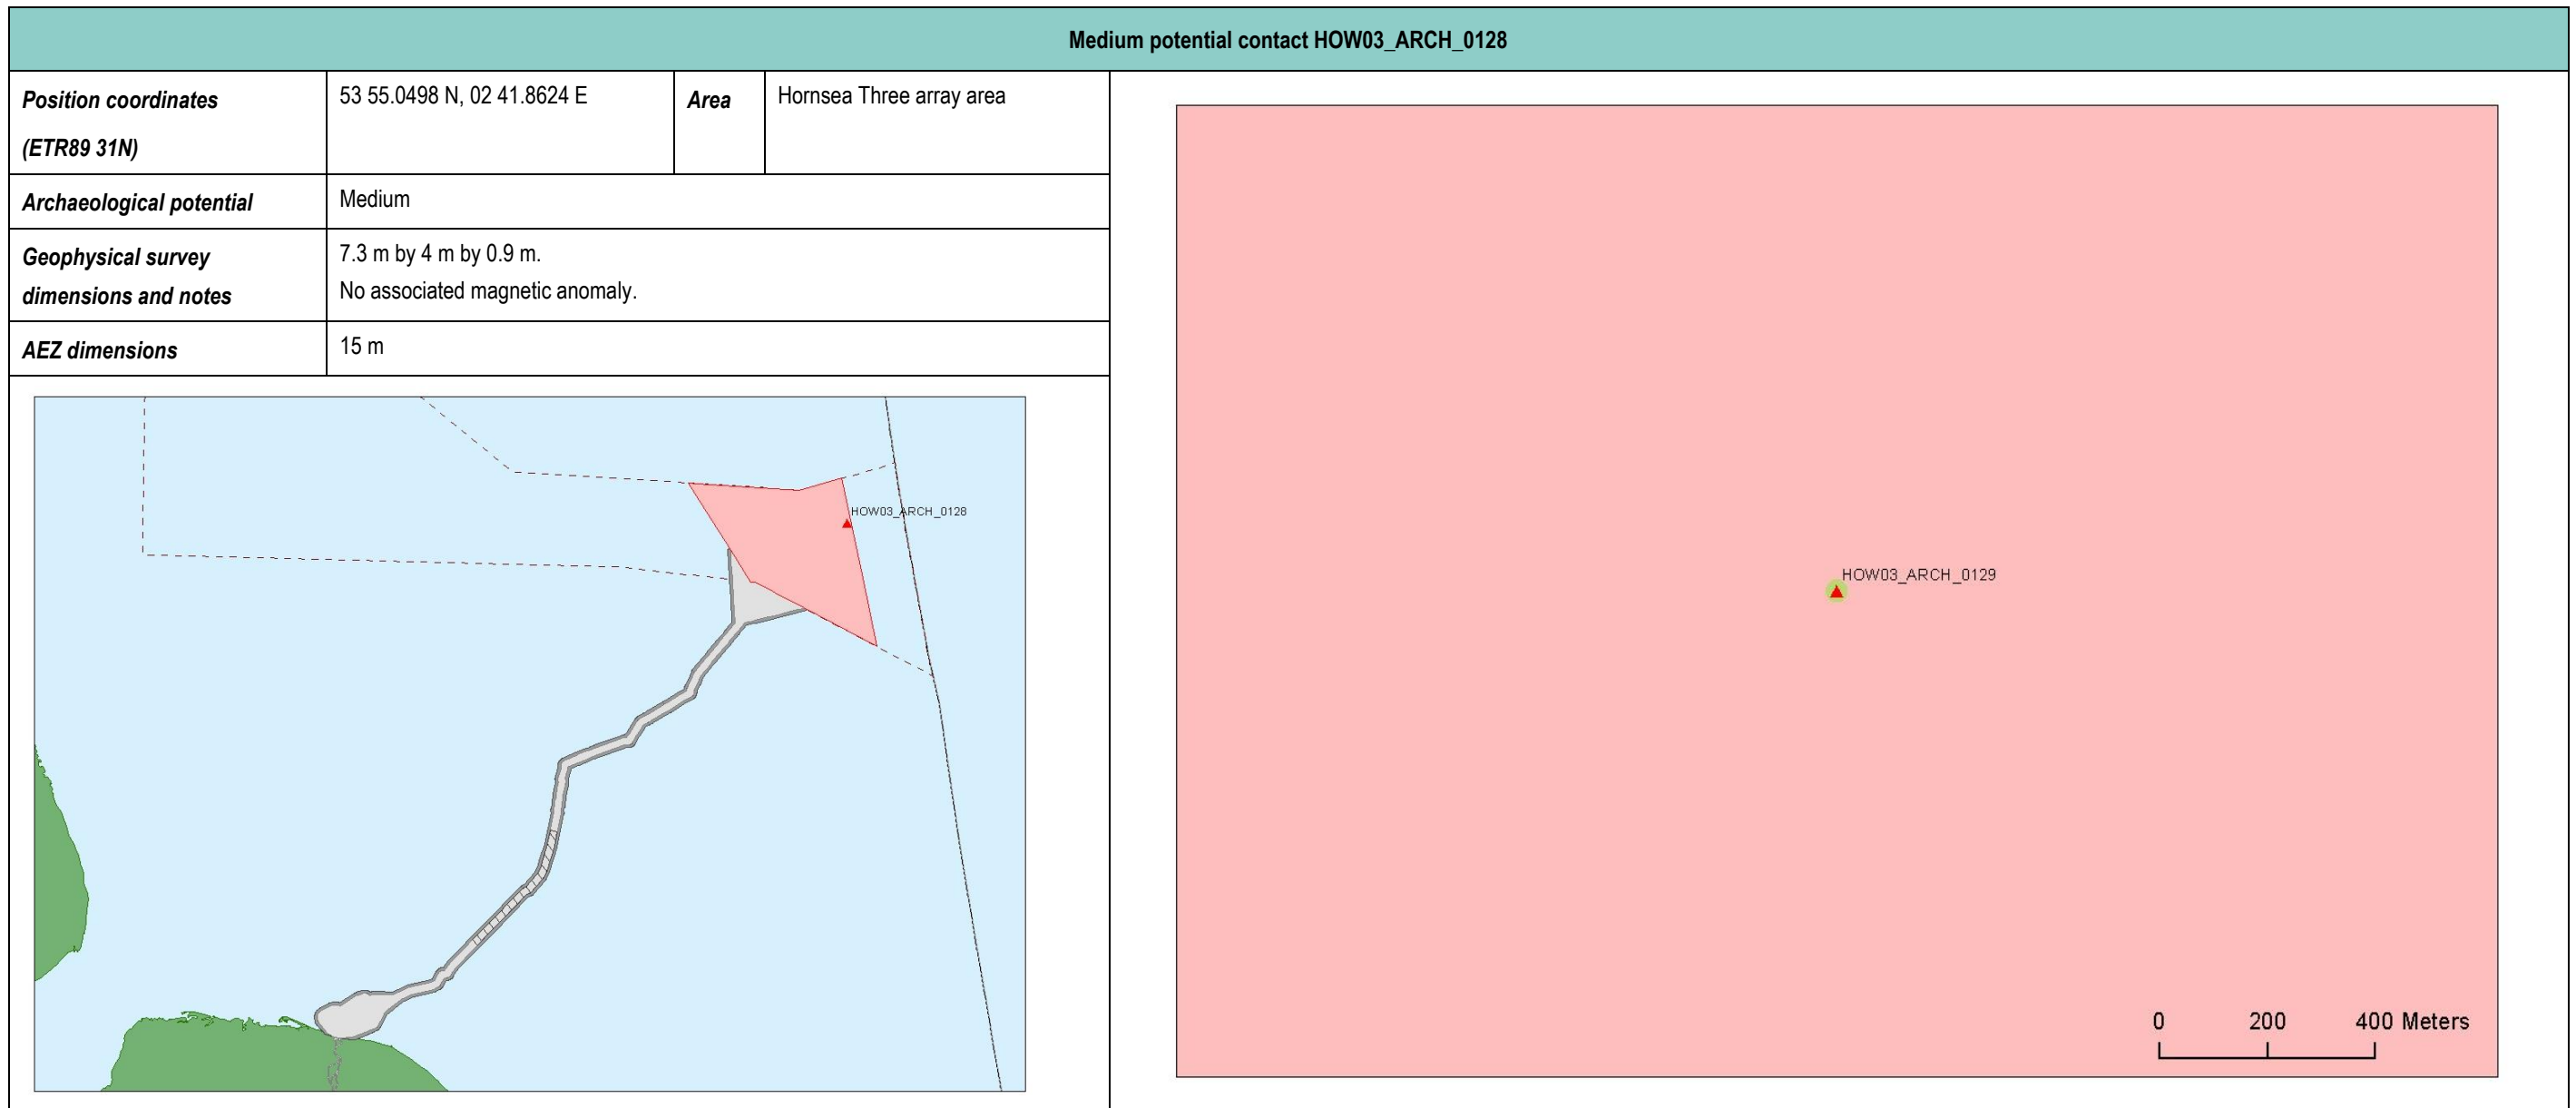 Medium potential contact HOW03_ARCH_0128
Position coordinates
(ETR89 31N)
53 55.0498 N, 02 41.8624 E
Area
Hornsea Three array area
Archaeological potential
Medium
Geophysical survey
dimensions and notes
7.3 m by 4 m by 0.9 m.
No associated magnetic anomaly.
AEZ dimensions
15 m
HOW03_ARCH_0128
HOW03_ARCH_0129
0 200 400 Meters